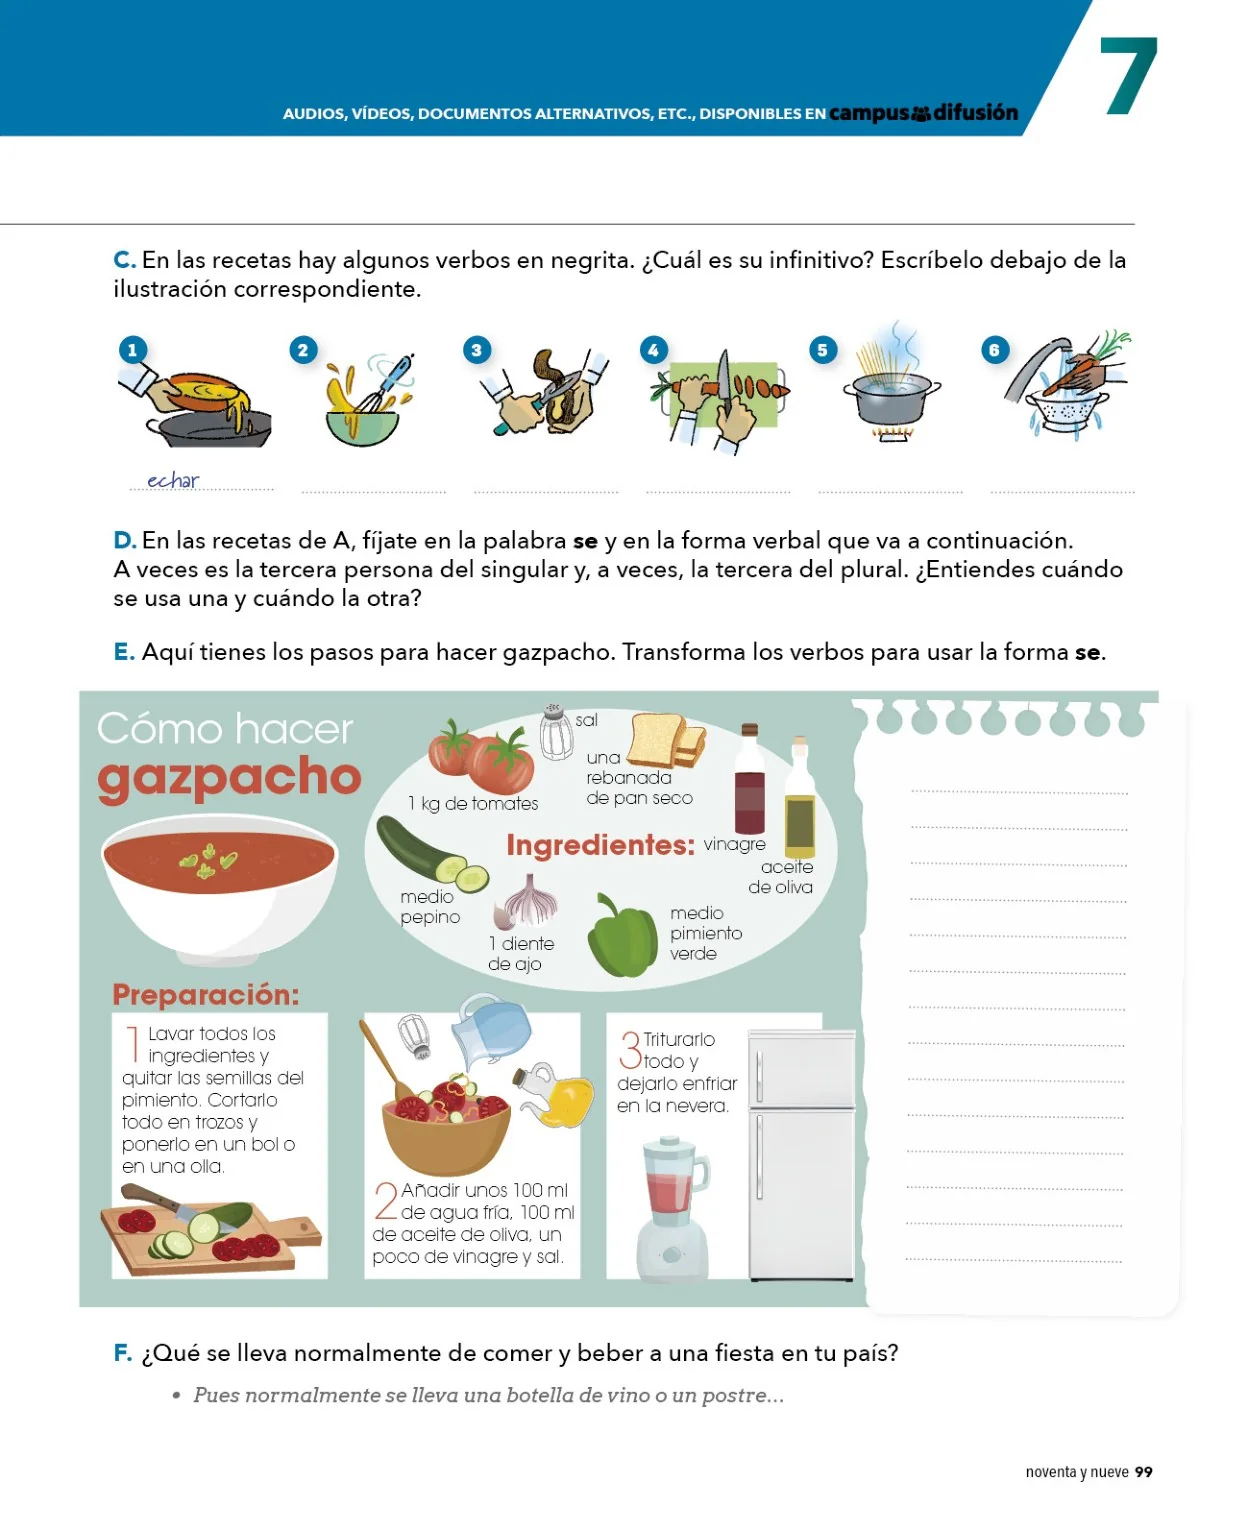 7
AUDIOS, VÍDEOS, DOCUMENTOS ALTERNATIVOS, ETC., DISPONIBLES EN campus difusión
C. En las recetas hay algunos verbos en negrita. ¿Cuál es su infinitivo? Escríbelo debajo de la
ilustración correspondiente.
1
2
3
4
5
6
echar
D. En las recetas de A, fíjate en la palabra se y en la forma verbal que va a continuación.
A veces es la tercera persona del singular y, a veces, la tercera del plural. ¿Entiendes cuándo
se usa una y cuándo la otra?
E. Aquí tienes los pasos para hacer gazpacho. Transforma los verbos para usar la forma se.
Cómo hacer
gazpacho
1 kg de tomates
sal
una
rebanada
de pan seco
Ingredientes:
vinagre
aceite
de oliva
medio
pepino
1 diente
de ajo
medio
pimiento
verde
Preparación:
1 Lavar todos los
ingredientes y
quitar las semillas del
pimiento. Cortarlo
todo en trozos y
ponerlo en un bol o
en una olla.
2 Añadir unos 100 ml
de agua fría, 100 ml
de aceite de oliva, un
poco de vinagre y sal.
3 Triturarlo
todo y
dejarlo enfriar
en la nevera.
F. ¿Qué se lleva normalmente de comer y beber a una fiesta en tu país?
• Pues normalmente se lleva una botella de vino o un postre...
noventa y nueve 99